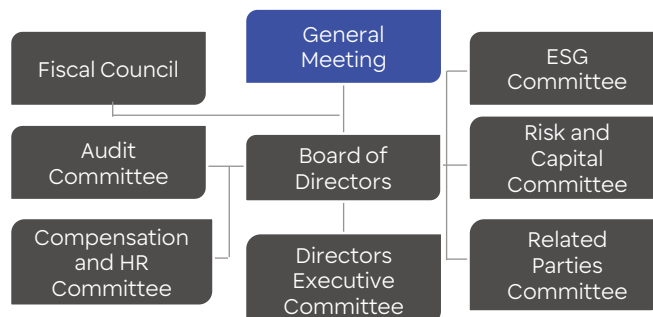 General
Meeting
Fiscal Council
ESG
Committee
Audit
Committee
Board of
Directors
Risk and
Capital
Committee
Compensation
and HR
Committee
Directors
Executive
Committee
Related
Parties
Committee